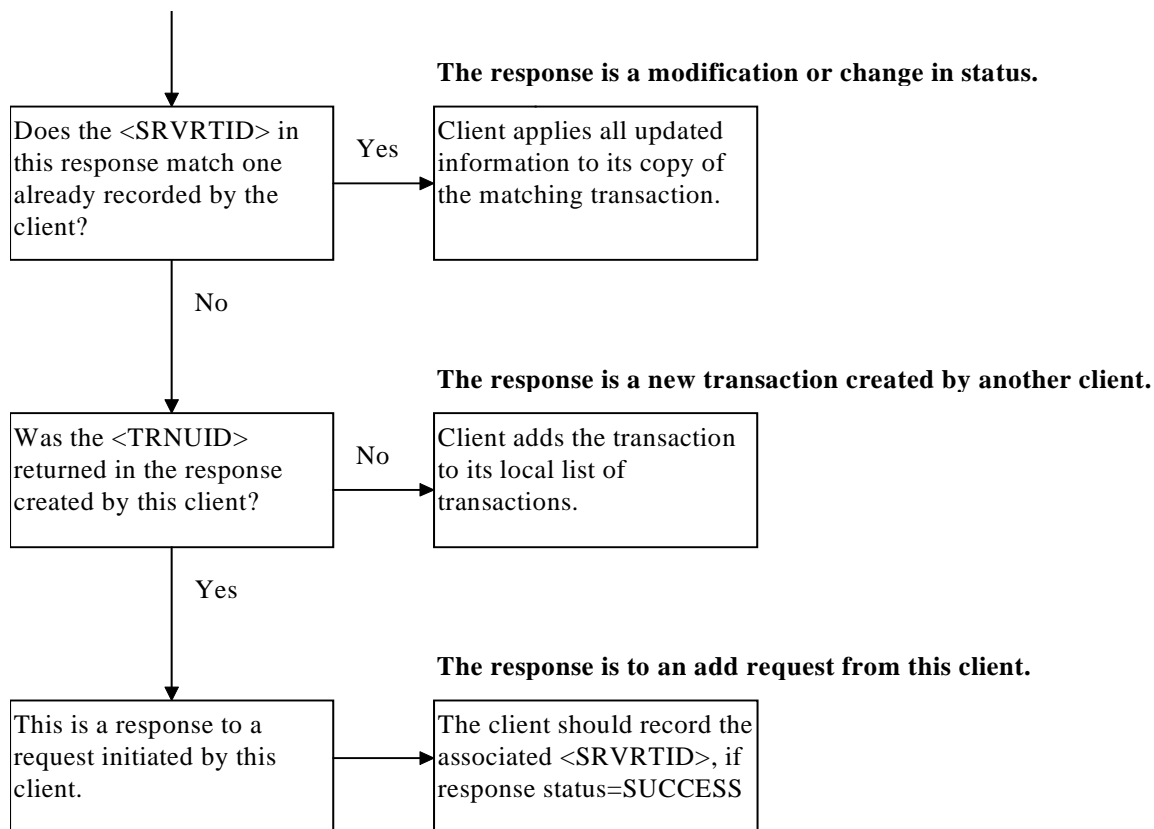 The response is a modification or change in status.
Does the <SRVRTID> in
this response match one
already recorded by the
client?
Yes
Client applies all updated
information to its copy of
the matching transaction.
No
The response is a new transaction created by another client.
Was the <TRNUID>
returned in the response
created by this client?
No
Client adds the transaction
to its local list of
transactions.
Yes
The response is to an add request from this client.
This is a response to a
request initiated by this
client.
The client should record the
associated <SRVRTID>, if
response status=SUCCESS